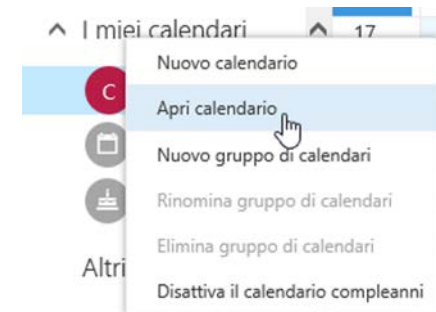 I miei calendari
17
Nuovo calendario
C
Apri calendario
Nuovo gruppo di calendari
Rinomina gruppo di calendari
Elimina gruppo di calendari
Altri
Disattiva il calendario compleanni